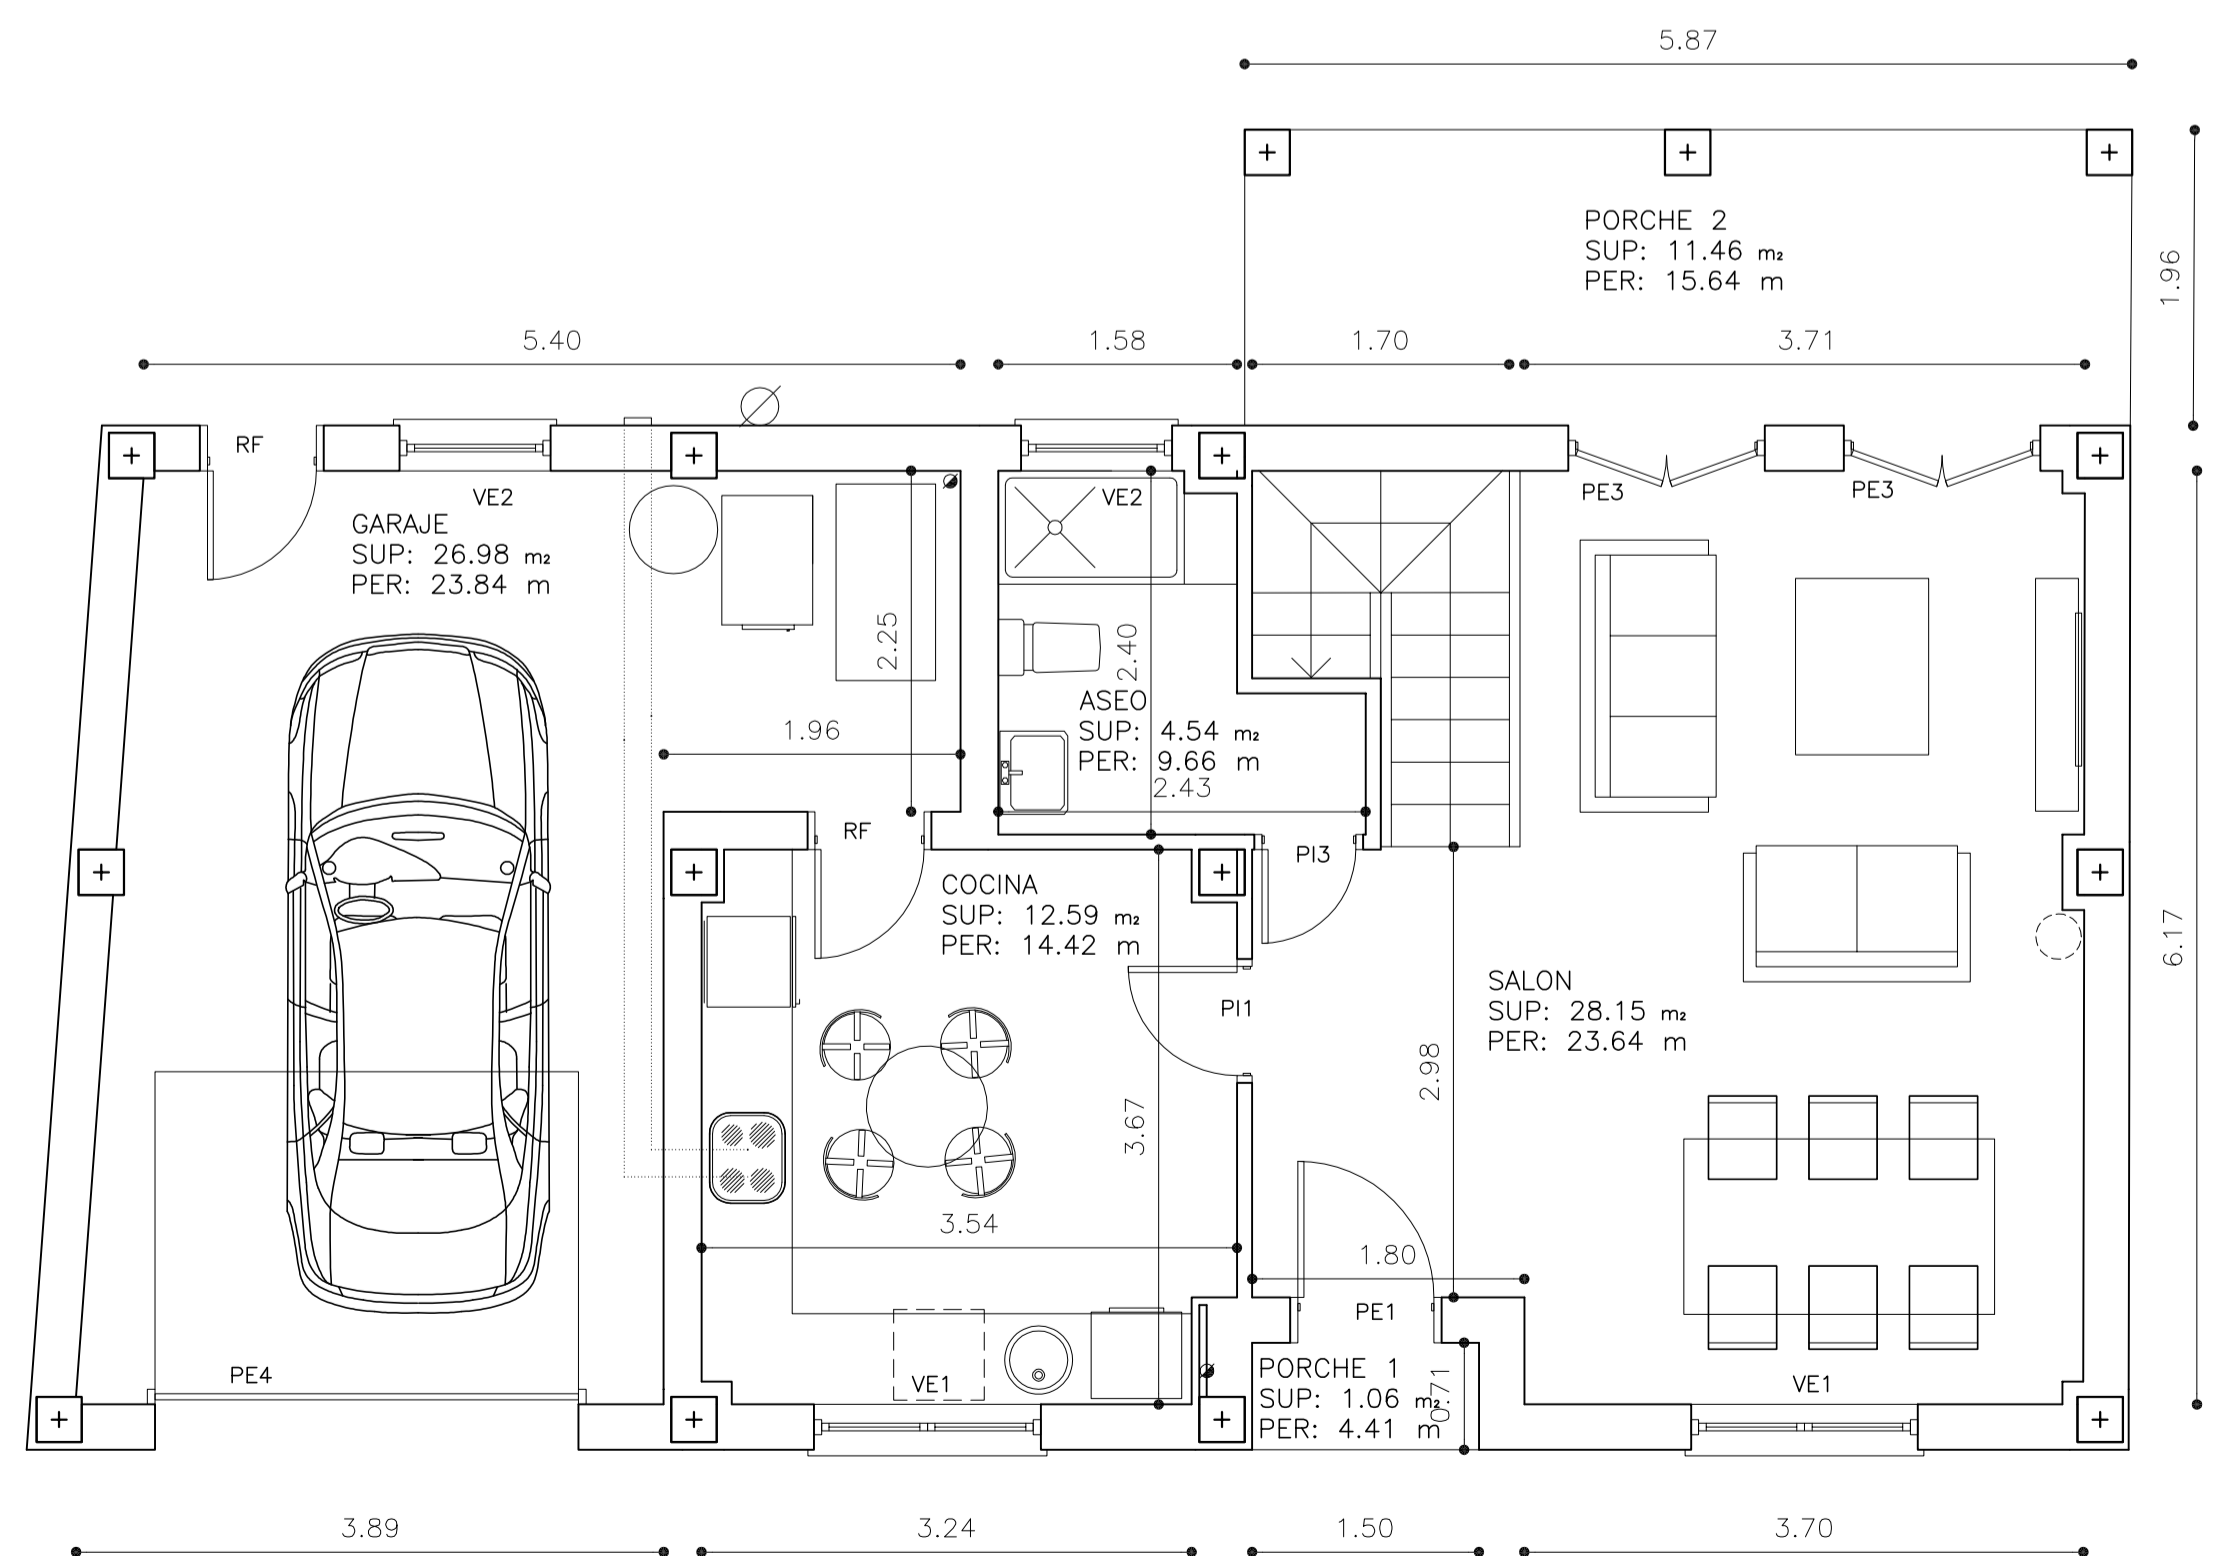 5.87
PORCHE 2
SUP: 11.46 m2
PER: 15.64 m
1.96
5.40
1.58
1.70
3.71
RF
VE2
VE2
PE3
PE3
GARAJE
SUP: 26.98 m2
PER: 23.84 m
2.25
2.40
1.96
ASEO
SUP: 4.54 m2
PER: 9.66 m
2.43
RF
PI3
COCINA
SUP: 12.59 m2
PER: 14.42 m
6.17
PI1
SALON
SUP: 28.15 m2
PER: 23.64 m
2.98
3.67
3.54
1.80
PE1
PE4
VE1
PORCHE 1
SUP: 1.06 m2
PER: 4.41 m
0.71
VE1
3.89
3.24
1.50
3.70